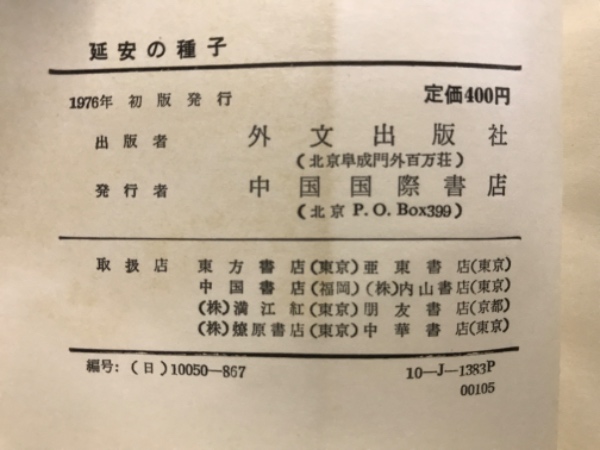 延安の種子
1976年 初版発行 定価400円
出版者 外文出版社
(北京阜成門外百万荘)
発行者 中国国際書店
(北京 P.O. Box399)
取扱店 東方書店(東京) 亜東書店(東京)
中国書店(福岡) (株)内山書店(東京)
(株)満江紅(東京) 朋友書店(京都)
(株)燎原書店(東京) 中華書店(東京)
編号: (日)10050—867 10—J—1383P
00105